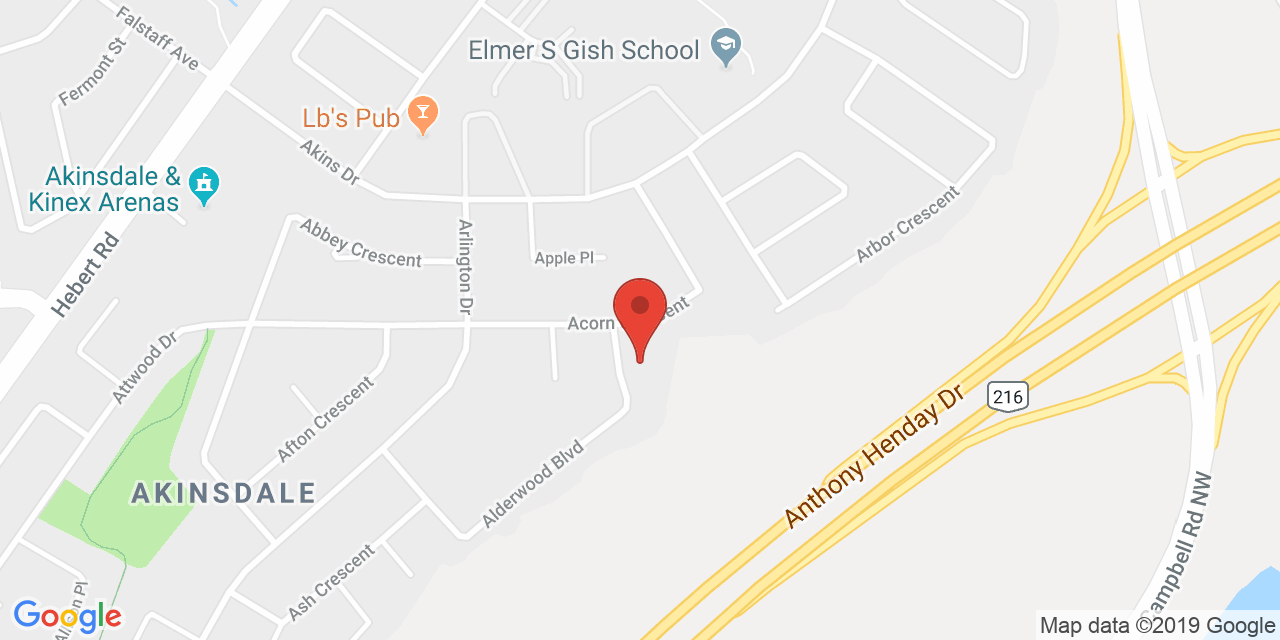 Falstaff Ave
Fermont St
Elmer S Gish School
Lb's Pub
Akins Dr
Akinsdale &
Kinex Arenas
Arbor Crescent
Abbey Crescent
Arlington Dr
Apple Pl
Hebert Rd
Acorn
ent
Attwood Dr
216
Afton Crescent
Anthony Henday Dr
Alderwood Blvd
AKINSDALE
Campbell Rd NW
Ash Crescent
Google
Map data ©2019 Google